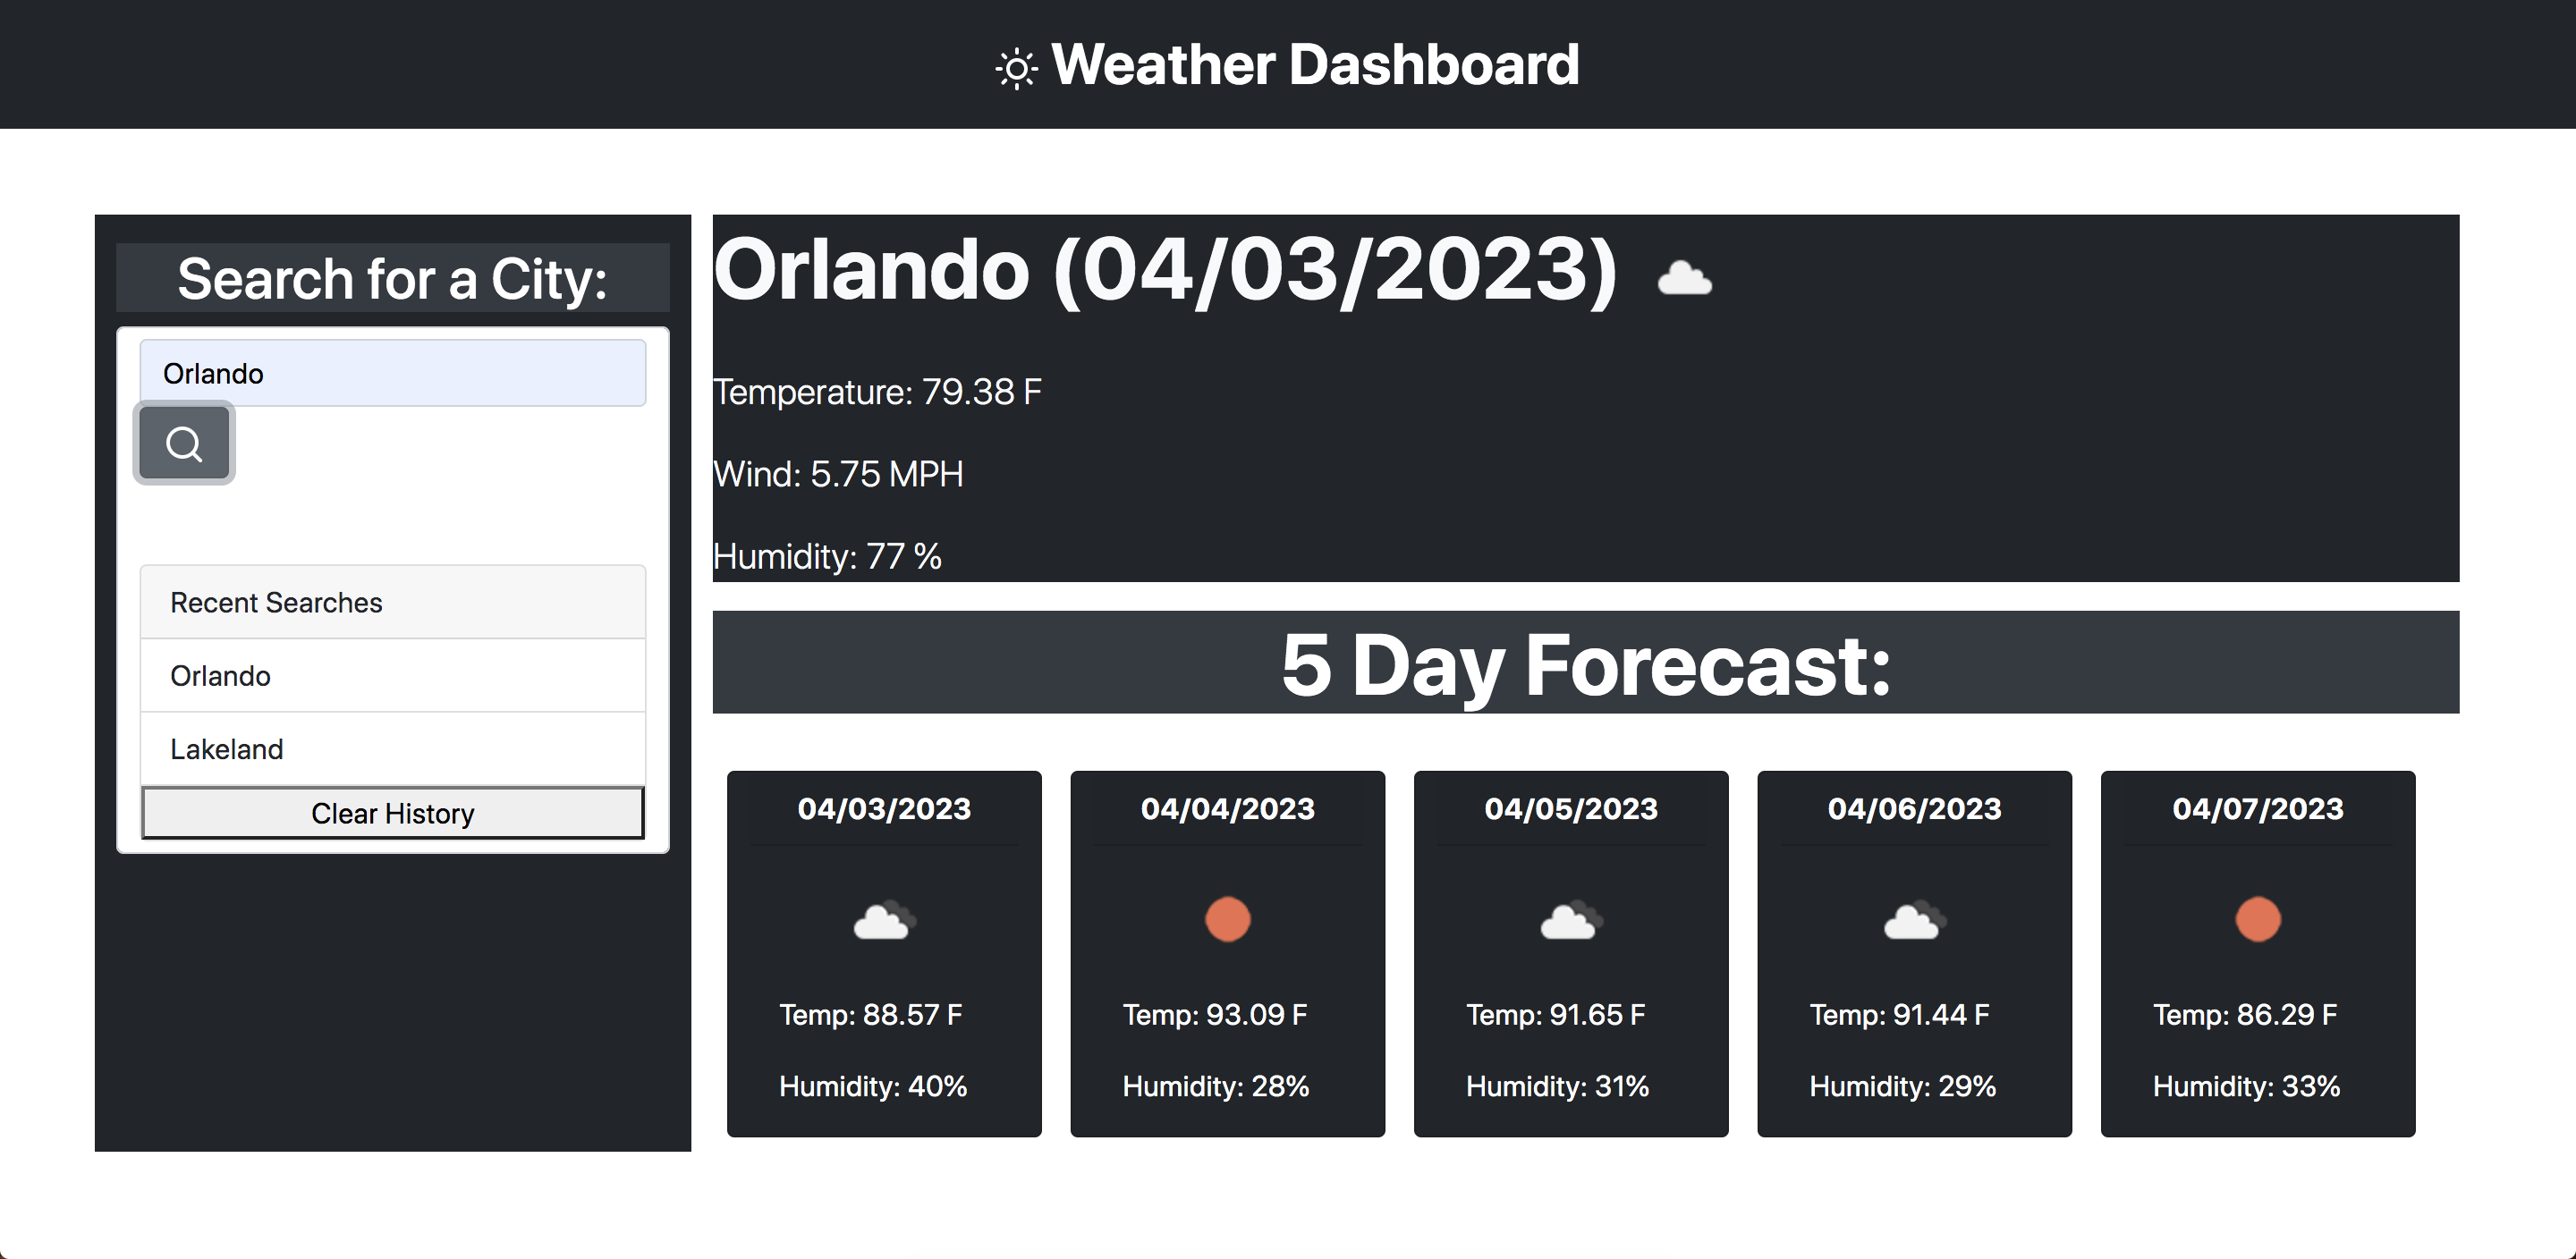 Weather Dashboard
Search for a City:
Orlando
Recent Searches
Orlando
Lakeland
Clear History
Orlando (04/03/2023)
Temperature: 79.38 F
Wind: 5.75 MPH
Humidity: 77 %
5 Day Forecast:
04/03/2023
Temp: 88.57 F
Humidity: 40%
04/04/2023
Temp: 93.09 F
Humidity: 28%
04/05/2023
Temp: 91.65 F
Humidity: 31%
04/06/2023
Temp: 91.44 F
Humidity: 29%
04/07/2023
Temp: 86.29 F
Humidity: 33%